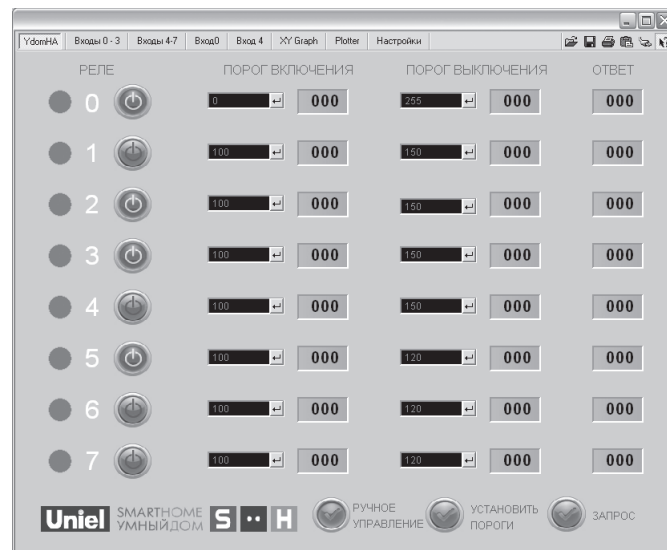 YdomHA Входы 0 - 3 Входы 4-7 Вход0 Вход 4 XY Graph Plotter Настройки
РЕЛЕ ПОРОГ ВКЛЮЧЕНИЯ ПОРОГ ВЫКЛЮЧЕНИЯ ОТВЕТ
0 0 000 255 000 000
1 100 000 150 000 000
2 100 000 150 000 000
3 100 000 150 000 000
4 100 000 150 000 000
5 100 000 120 000 000
6 100 000 120 000 000
7 100 000 120 000 000
Uniel SMARTHOME УМНЫЙДОМ S H РУЧНОЕ УПРАВЛЕНИЕ УСТАНОВИТЬ ПОРОГИ ЗАПРОС